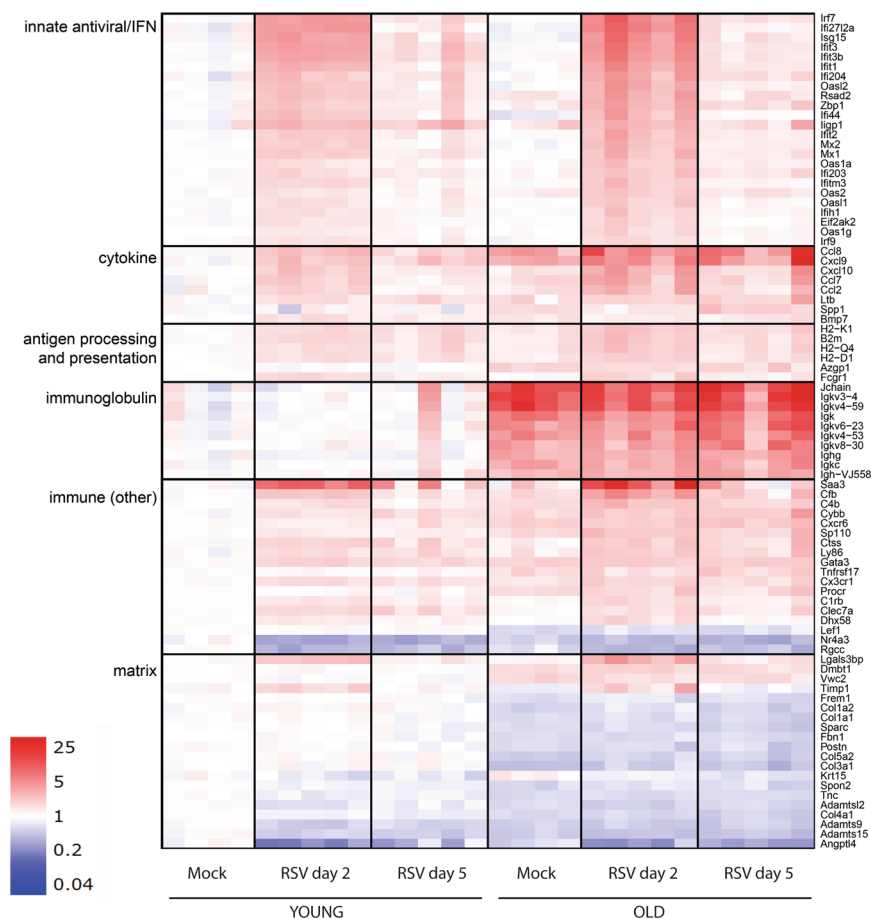 innate antiviral/IFN
Irf7
Ifi27l2a
Isg15
Ifit3
Ifit3b
Ifit1
Ifi204
Oasl2
Rsad2
Zbp1
Ifi44
Iigp1
Ifit2
Mx2
Mx1
Oas1a
Ifi203
Ifitm3
Oas2
Oasl1
Ifih1
Eif2ak2
Oas1g
Irf9
cytokine
Ccl8
Cxcl9
Cxcl10
Ccl7
Ccl2
Ltb
Spp1
Bmp7
antigen processing
and presentation
H2−K1
B2m
H2−Q4
H2−D1
Azgp1
Fcgr1
immunoglobulin
Jchain
Igkv3−4
Igkv4−59
Igk
Igkv6−23
Igkv4−53
Igkv8−30
Ighg
Igkc
Igh−VJ558
immune (other)
Saa3
Cfb
C4b
Cybb
Cxcr6
Sp110
Ctss
Ly86
Gata3
Tnfrsf17
Cx3cr1
Procr
C1rb
Clec7a
Dhx58
Lef1
Nr4a3
Rgcc
matrix
Lgals3bp
Dmbt1
Vwc2
Timp1
Frem1
Col1a2
Col1a1
Sparc
Fbn1
Postn
Col5a2
Col3a1
Krt15
Spon2
Tnc
Adamtsl2
Col4a1
Adamts9
Adamts15
Angptl4
25
5
1
0.2
0.04
Mock RSV day 2 RSV day 5 Mock RSV day 2 RSV day 5
YOUNG OLD